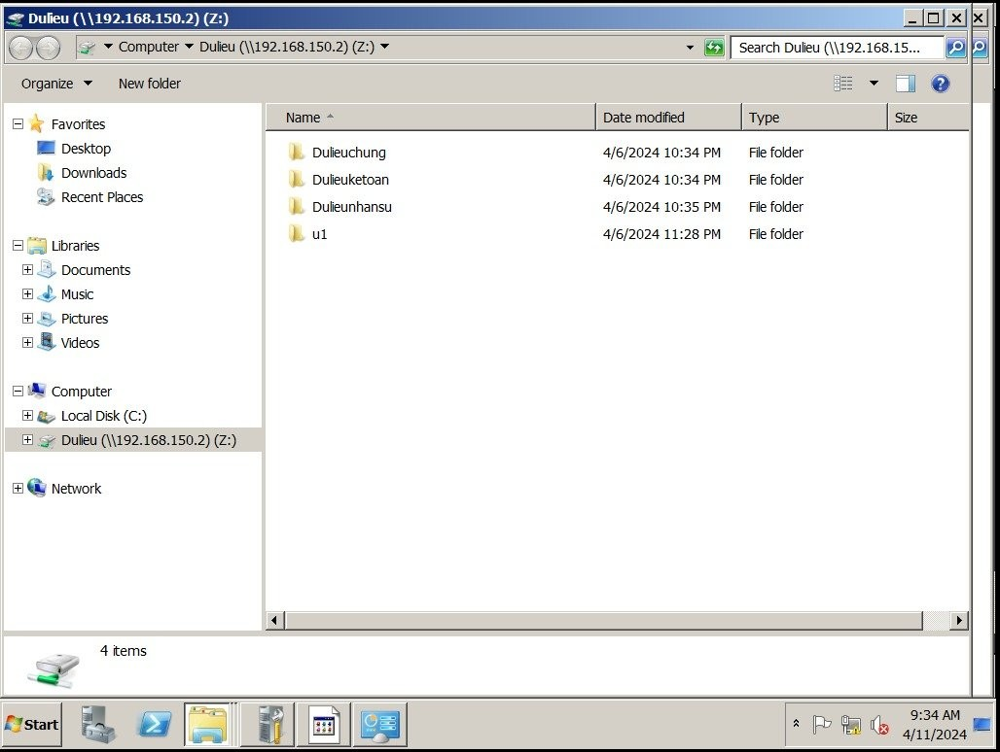 Dulieu (\\192.168.150.2) (Z:)
Computer Dulieu (\\192.168.150.2) (Z:) Search Dulieu (\\192.168.15...
Organize New folder
Name Date modified Type Size
Favorites
Desktop
Downloads
Recent Places
Libraries
Documents
Music
Pictures
Videos
Computer
Local Disk (C:)
Dulieu (\\192.168.150.2) (Z:)
Network
Dulieuchung 4/6/2024 10:34 PM File folder
Dulieuketoan 4/6/2024 10:34 PM File folder
Dulieunhansu 4/6/2024 10:35 PM File folder
u1 4/6/2024 11:28 PM File folder
4 items
Start
9:34 AM
4/11/2024